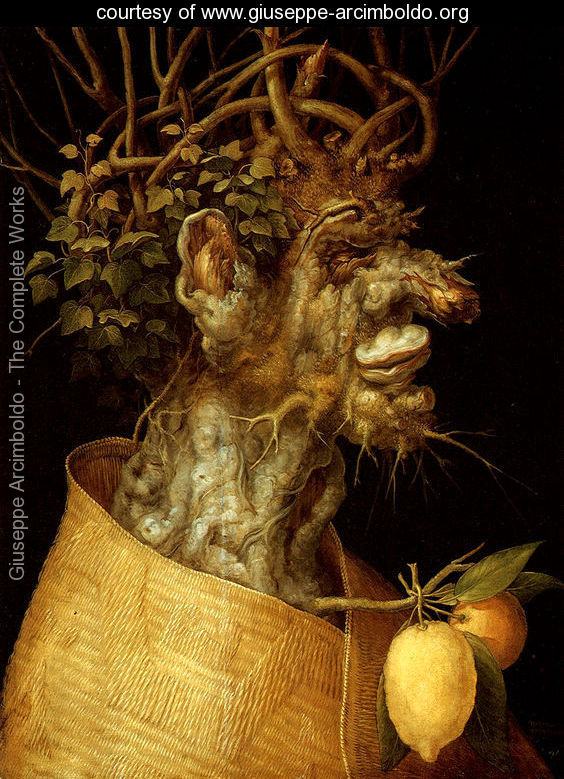 courtesy of www.giuseppe-arcimboldo.org
Giuseppe Arcimboldo - The Complete Works